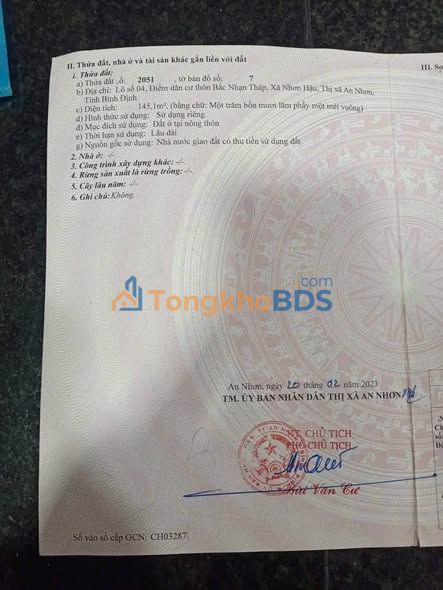 II. Thửa đất, nhà ở và tài sản khác gắn liền với đất
1. Thửa đất:
a) Thửa đất số: 2051 , tờ bản đồ số: 7
b) Địa chỉ: Lô số 04, Điểm dân cư thôn Bắc Nhạn Tháp, Xã Nhơn Hậu, Thị xã An Nhơn,
Tỉnh Bình Định
c) Diện tích: 145,1m², (bằng chữ: Một trăm bốn mươi lăm phẩy một mét vuông)
d) Hình thức sử dụng: Sử dụng riêng
đ) Mục đích sử dụng: Đất ở tại nông thôn
e) Thời hạn sử dụng: Lâu dài
g) Nguồn gốc sử dụng: Nhà nước giao đất có thu tiền sử dụng đất
2. Nhà ở: -/-.
3. Công trình xây dựng khác: -/-.
4. Rừng sản xuất là rừng trồng: -/-.
5. Cây lâu năm: -/-.
6. Ghi chú: Không.
III. Sơ
.com
TongkhoBDS
An Nhơn, ngày 20 tháng 02 năm 2023
TM. ỦY BAN NHÂN DÂN THỊ XÃ AN NHƠN
KT. CHỦ TỊCH
PHÓ CHỦ TỊCH
Bùi Văn Cư
Số vào sổ cấp GCN: CH03287